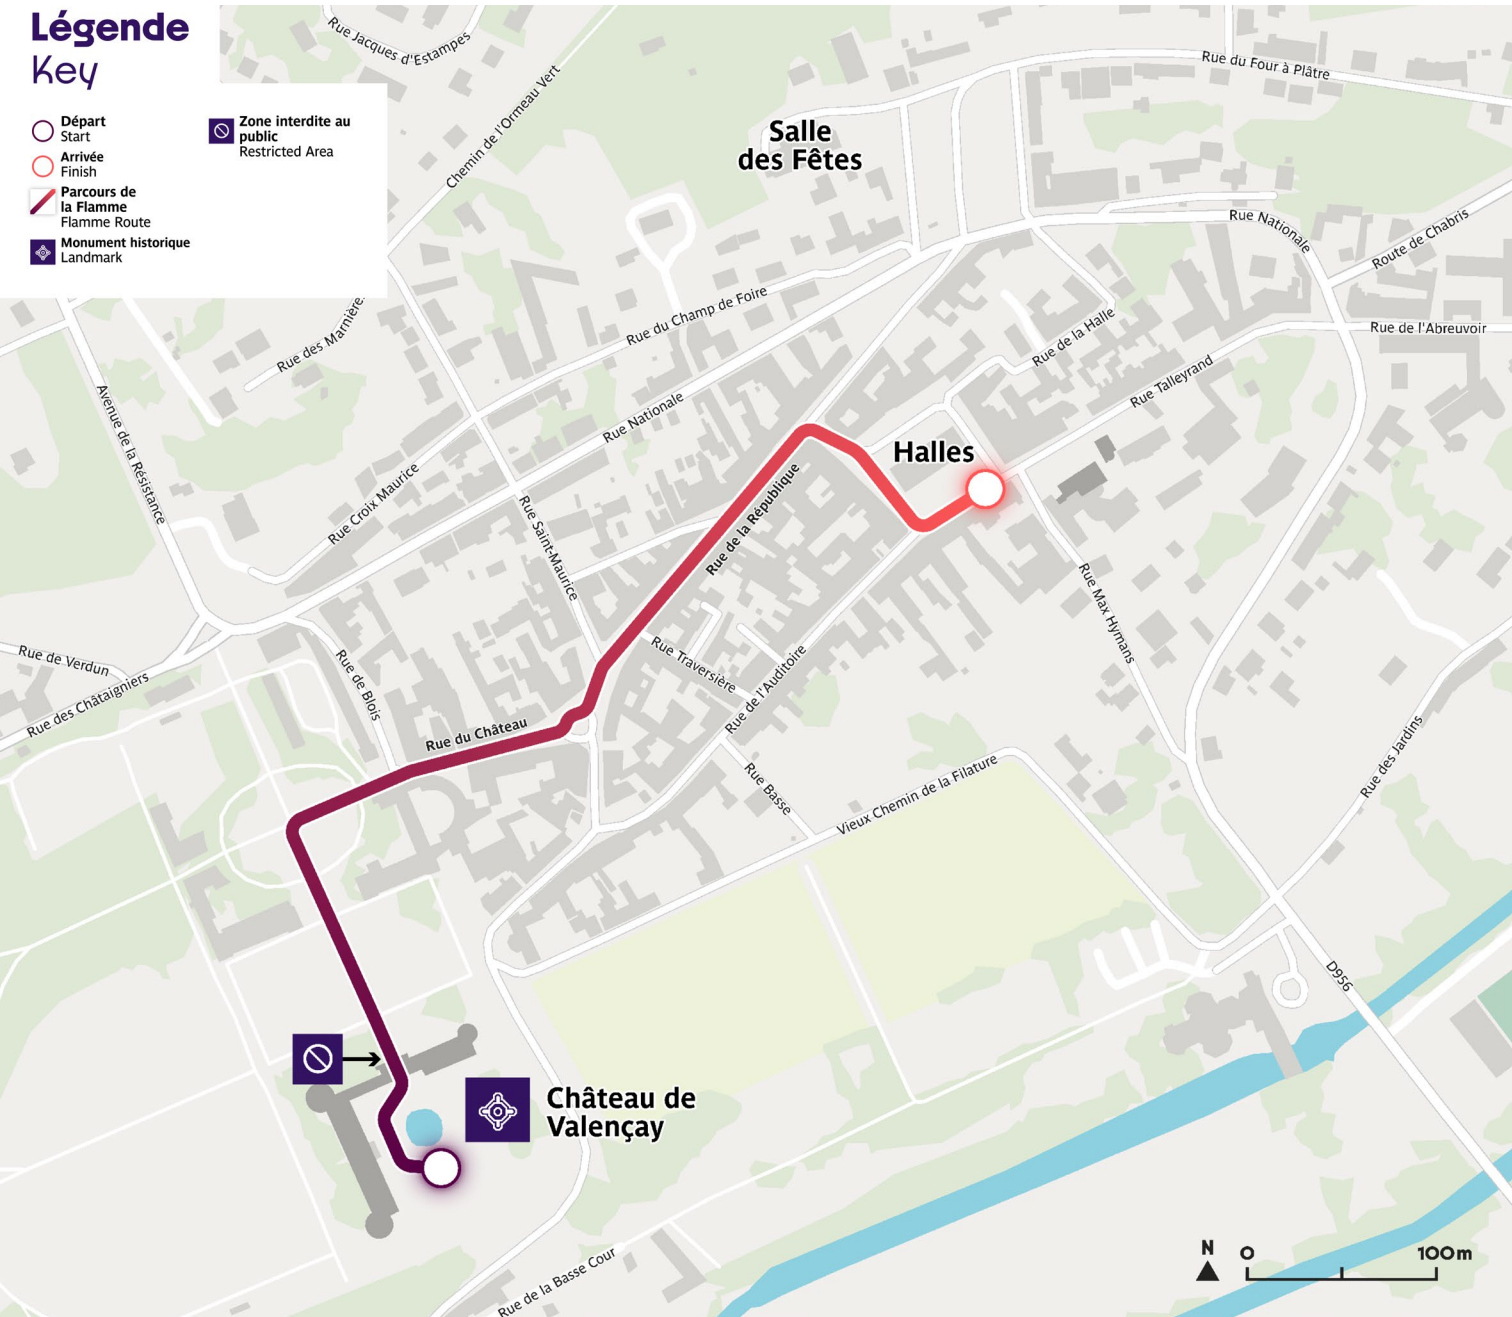 Légende
Key
Départ
Start
Arrivée
Finish
Parcours de
la Flamme
Flamme Route
Monument historique
Landmark
Zone interdite au
public
Restricted Area
Rue Jacques d'Estampes
Chemin de l'Ormeau Vert
Salle
des Fêtes
Rue du Four à Plâtre
Rue Nationale
Route de Chabris
Rue de l'Abreuvoir
Rue des Marnières
Rue du Champ de Foire
Rue de la Halle
Rue Talleyrand
Avenue de la Résistance
Rue Nationale
Rue Croix Maurice
Rue Saint-Maurice
Halles
Rue de la République
Rue Max Hymans
Rue de Verdun
Rue des Châtaigniers
Rue de Blois
Rue Traversière
Rue de l'Auditoire
Rue du Château
Rue Basse
Vieux Chemin de la Filature
Rue des Jardins
D956
Château de
Valençay
Rue de la Basse Cour
N
0
100m